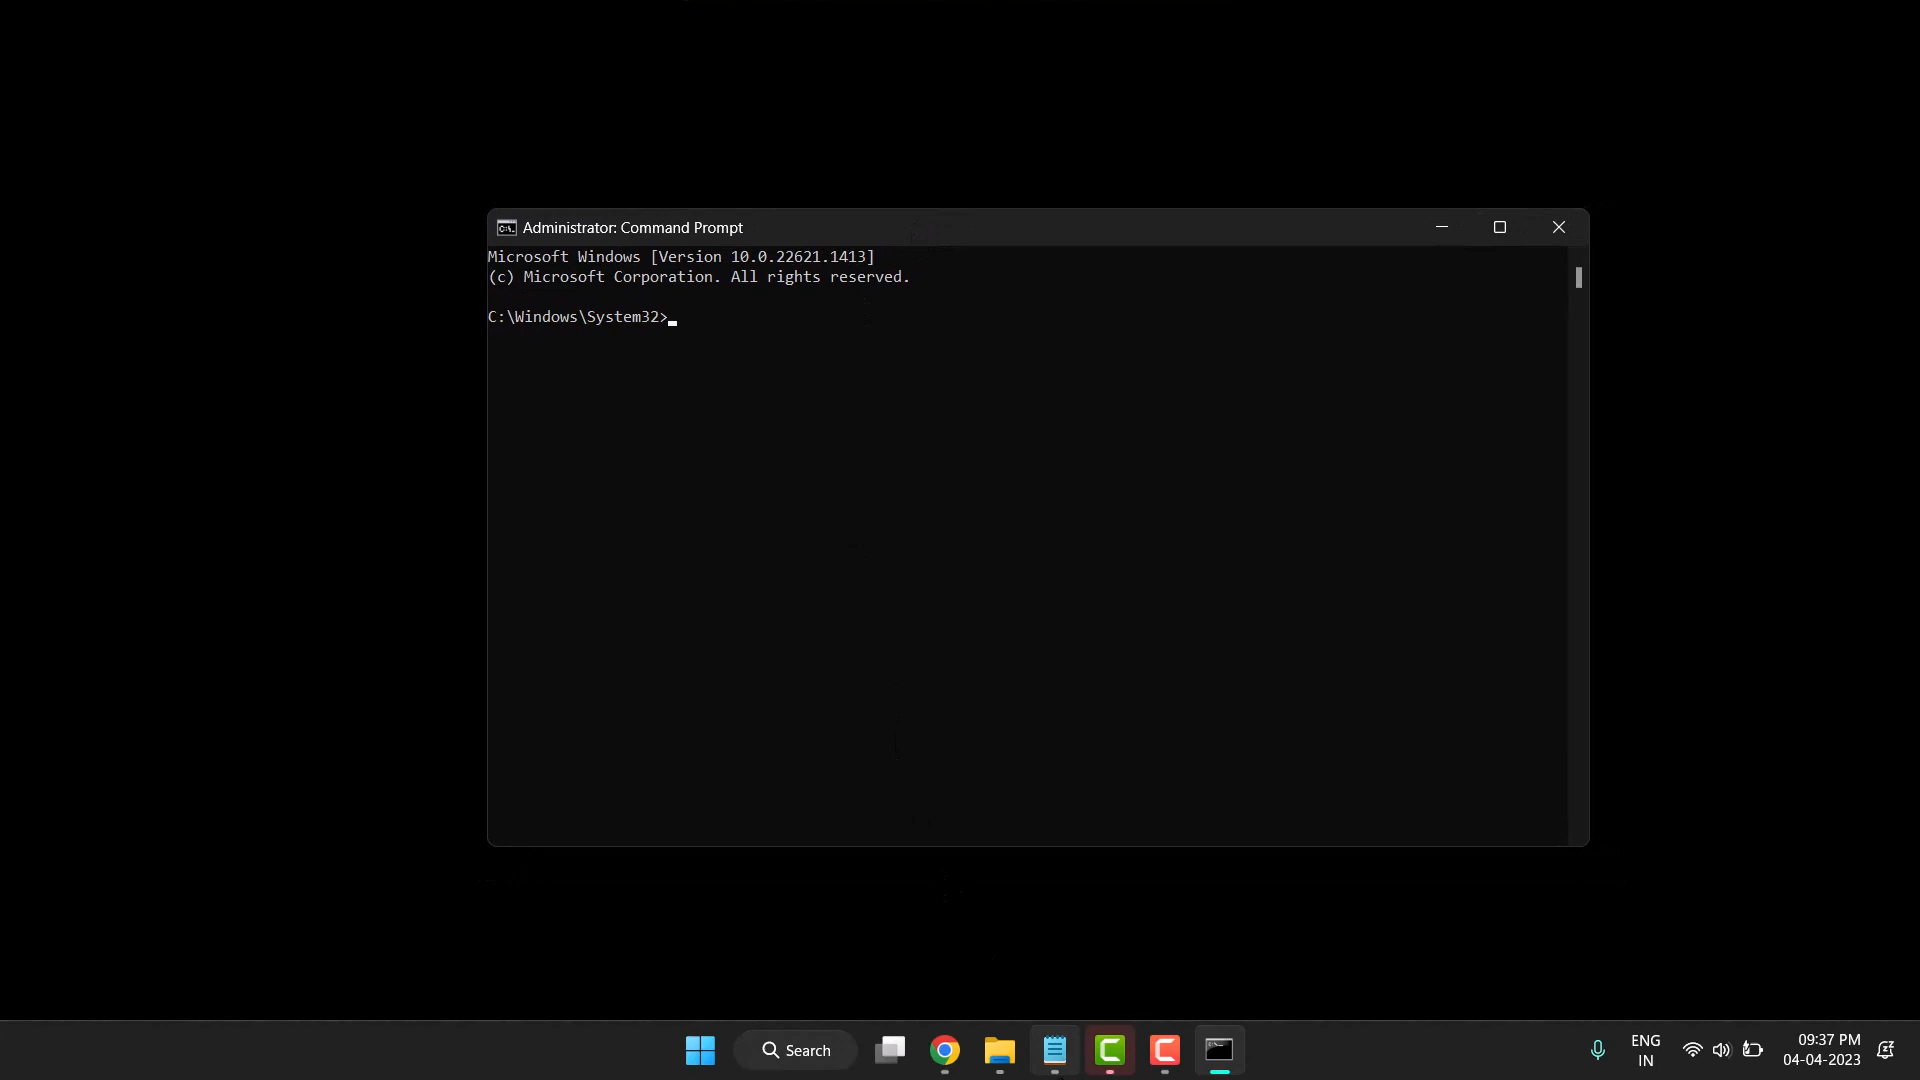 Administrator: Command Prompt
Microsoft Windows [Version 10.0.22621.1413]
(c) Microsoft Corporation. All rights reserved.
C:\Windows\System32>
Search
ENG
IN
09:37 PM
04-04-2023